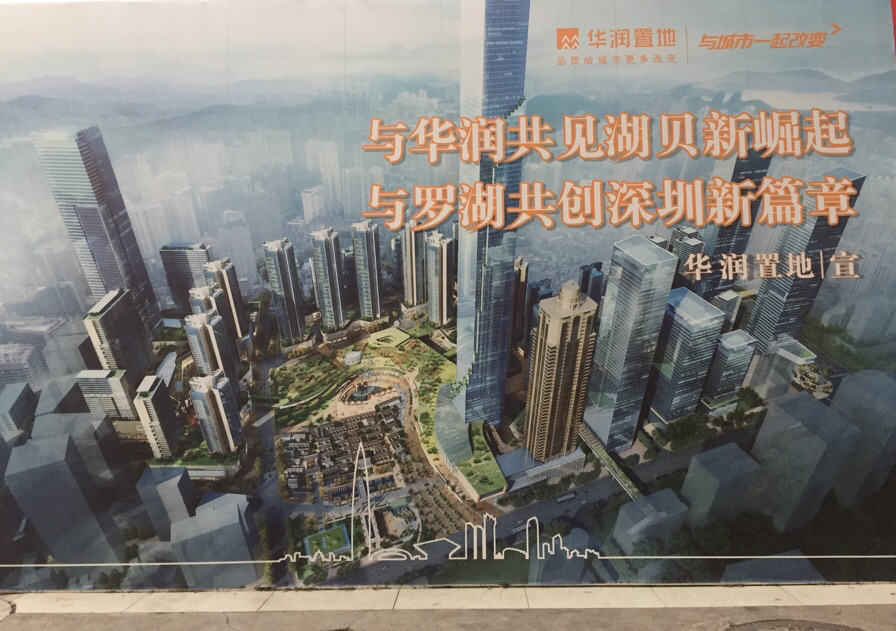 华润置地 与城市一起改变
品质给城市更多改变
与华润共见湖贝新崛起
与罗湖共创深圳新篇章
华润置地|宣